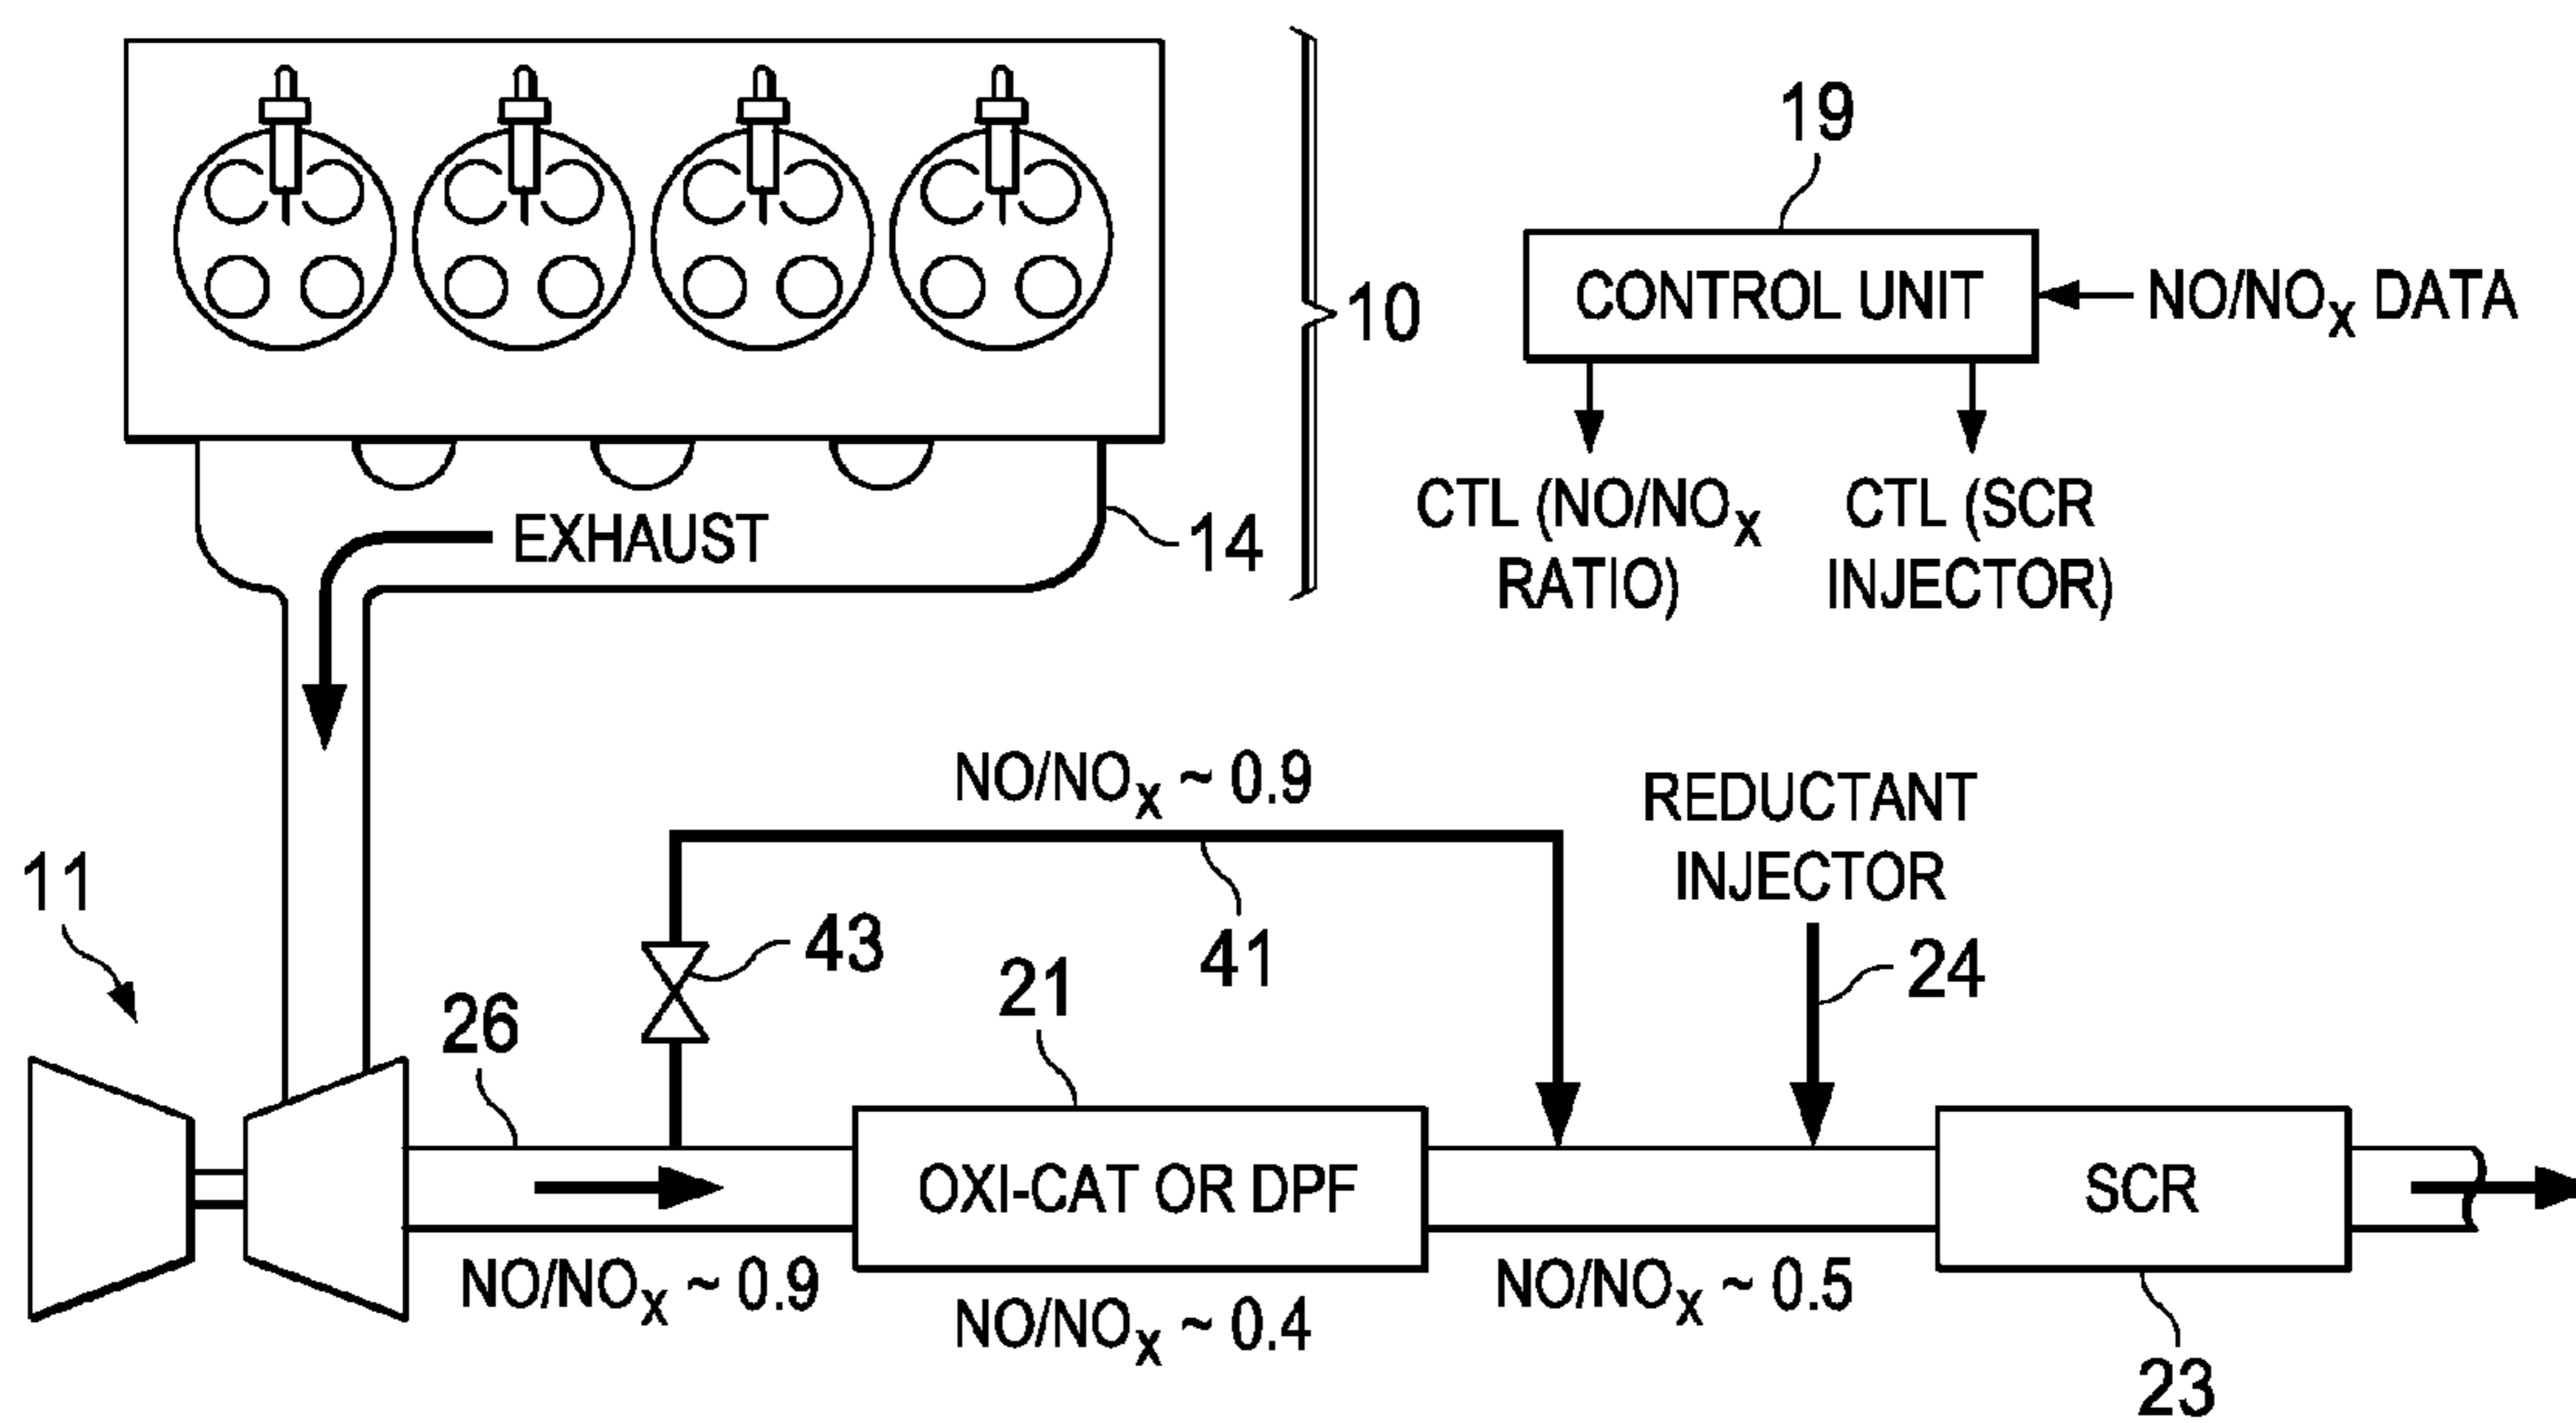 19
CONTROL UNIT
NO/NOx DATA
10
CTL (NO/NOx
RATIO)
CTL (SCR
INJECTOR)
EXHAUST
14
NO/NOx ~ 0.9
REDUCTANT
INJECTOR
11
43
41
24
26
21
OXI-CAT OR DPF
SCR
NO/NOx ~ 0.9
NO/NOx ~ 0.4
NO/NOx ~ 0.5
23